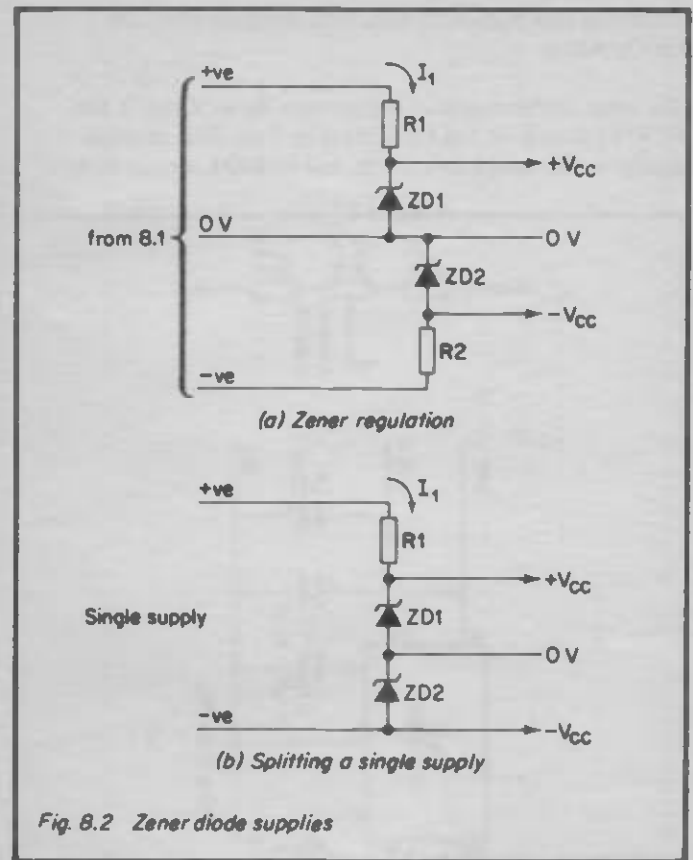 +ve
I1
R1
+VCC
ZD1
from 8.1
0 V
0 V
ZD2
−VCC
R2
−ve
(a) Zener regulation
+ve
I1
R1
+VCC
Single supply
ZD1
0 V
ZD2
−ve
−VCC
(b) Splitting a single supply
Fig. 8.2 Zener diode supplies